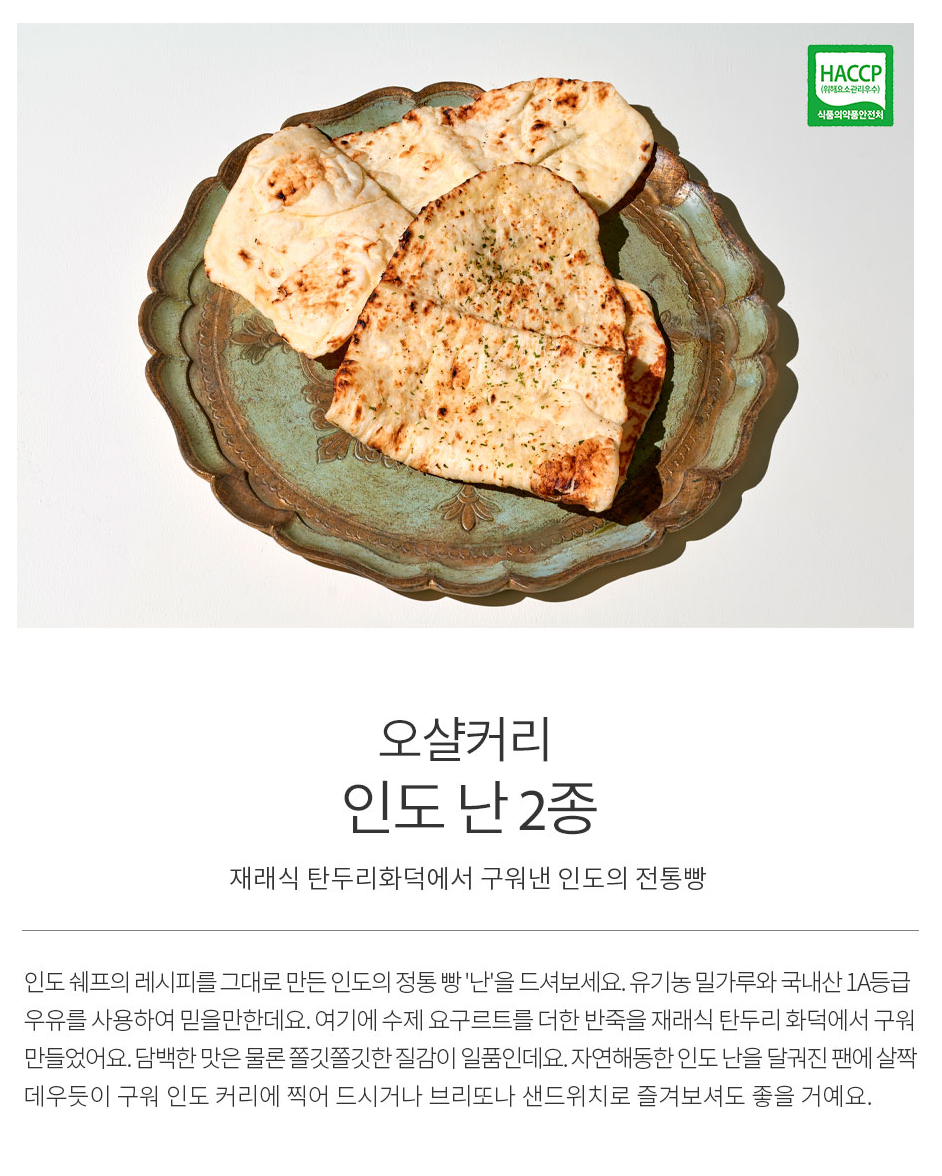 HACCP
(위해요소관리우수)
식품의약품안전처
오샬커리
인도 난 2종
재래식 탄두리화덕에서 구워낸 인도의 전통빵
인도 쉐프의 레시피를 그대로 만든 인도의 정통 빵 '난'을 드셔보세요. 유기농 밀가루와 국내산 1A등급
우유를 사용하여 믿을만한데요. 여기에 수제 요구르트를 더한 반죽을 재래식 탄두리 화덕에서 구워
만들었어요. 담백한 맛은 물론 쫄깃쫄깃한 질감이 일품인데요. 자연해동한 인도 난을 달궈진 팬에 살짝
데우듯이 구워 인도 커리에 찍어 드시거나 브리또나 샌드위치로 즐겨보셔도 좋을 거예요.